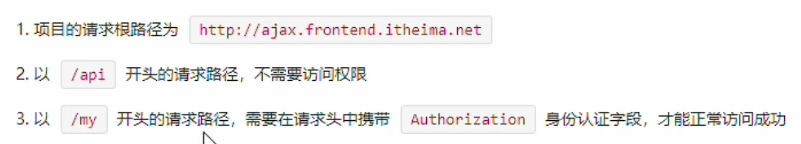 1. 项目的请求根路径为 http://ajax.frontend.itheima.net
2. 以 /api 开头的请求路径，不需要访问权限
3. 以 /my 开头的请求路径，需要在请求头中携带 Authorization 身份认证字段，才能正常访问成功